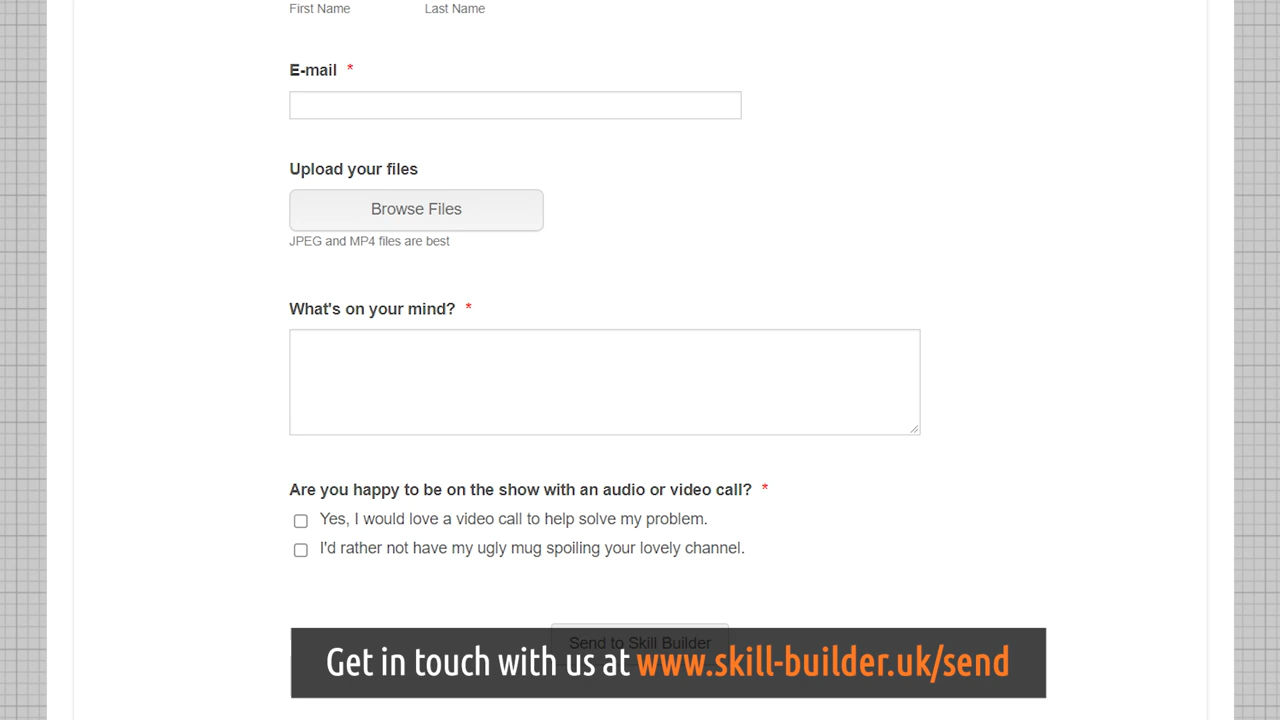 First Name Last Name
E-mail *
Upload your files
Browse Files
JPEG and MP4 files are best
What's on your mind? *
Are you happy to be on the show with an audio or video call? *
Yes, I would love a video call to help solve my problem.
I'd rather not have my ugly mug spoiling your lovely channel.
Send to Skill Builder
Get in touch with us at www.skill-builder.uk/send